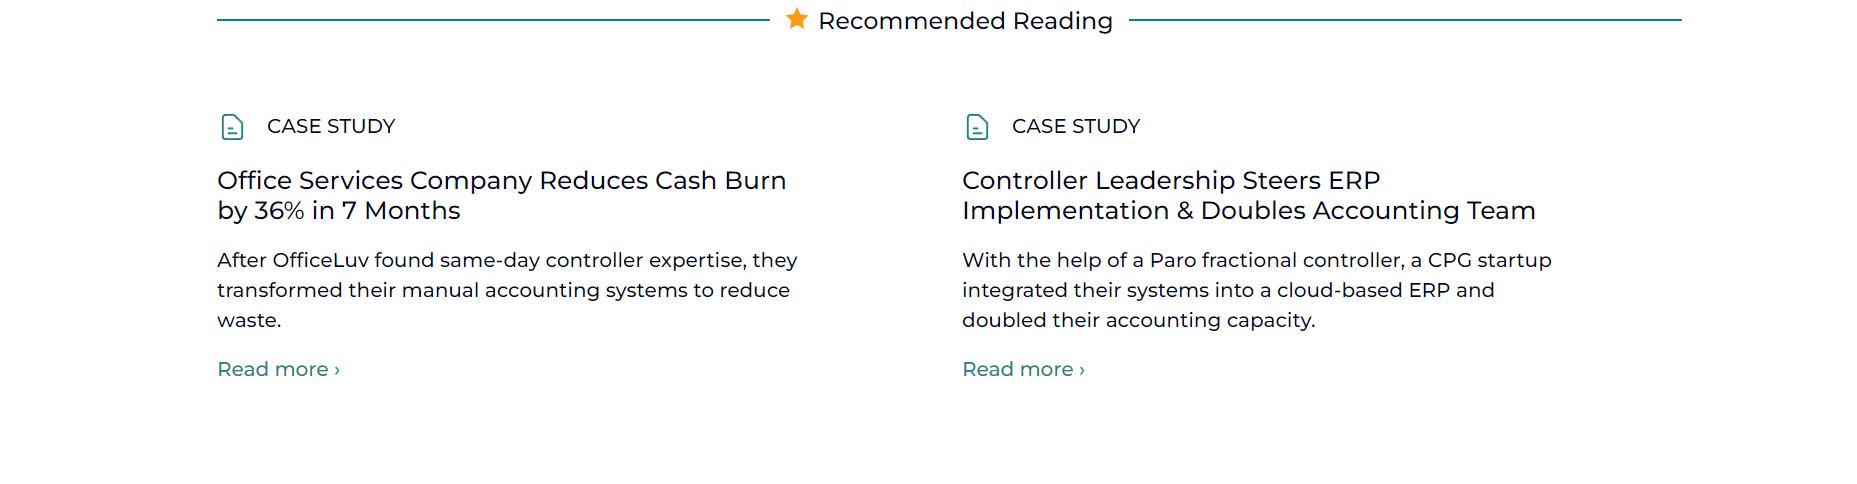 Recommended Reading
CASE STUDY
Office Services Company Reduces Cash Burn
by 36% in 7 Months
After OfficeLuv found same-day controller expertise, they
transformed their manual accounting systems to reduce
waste.
Read more ›
CASE STUDY
Controller Leadership Steers ERP
Implementation & Doubles Accounting Team
With the help of a Paro fractional controller, a CPG startup
integrated their systems into a cloud-based ERP and
doubled their accounting capacity.
Read more ›